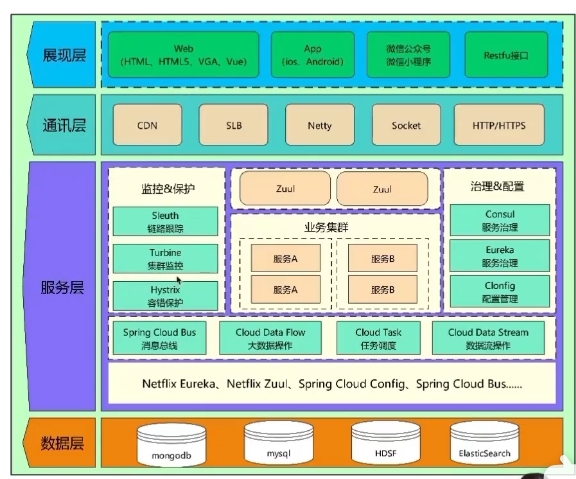 展现层
Web
（HTML、HTML5、VGA、Vue）
App
（ios、Android）
微信公众号
微信小程序
Restfu接口
通讯层
CDN
SLB
Netty
Socket
HTTP/HTTPS
服务层
监控&保护
Sleuth
链路跟踪
Turbine
集群监控
Hystrix
容错保护
Zuul
Zuul
业务集群
服务A
服务B
服务A
服务B
治理&配置
Consul
服务治理
Eureka
服务治理
Clonfig
配置管理
Spring Cloud Bus
消息总线
Cloud Data Flow
大数据操作
Cloud Task
任务调度
Cloud Data Stream
数据流操作
Netflix Eureka、Netflix Zuul、Spring Cloud Config、Spring Cloud Bus......
数据层
mongodb
mysql
HDSF
ElasticSearch